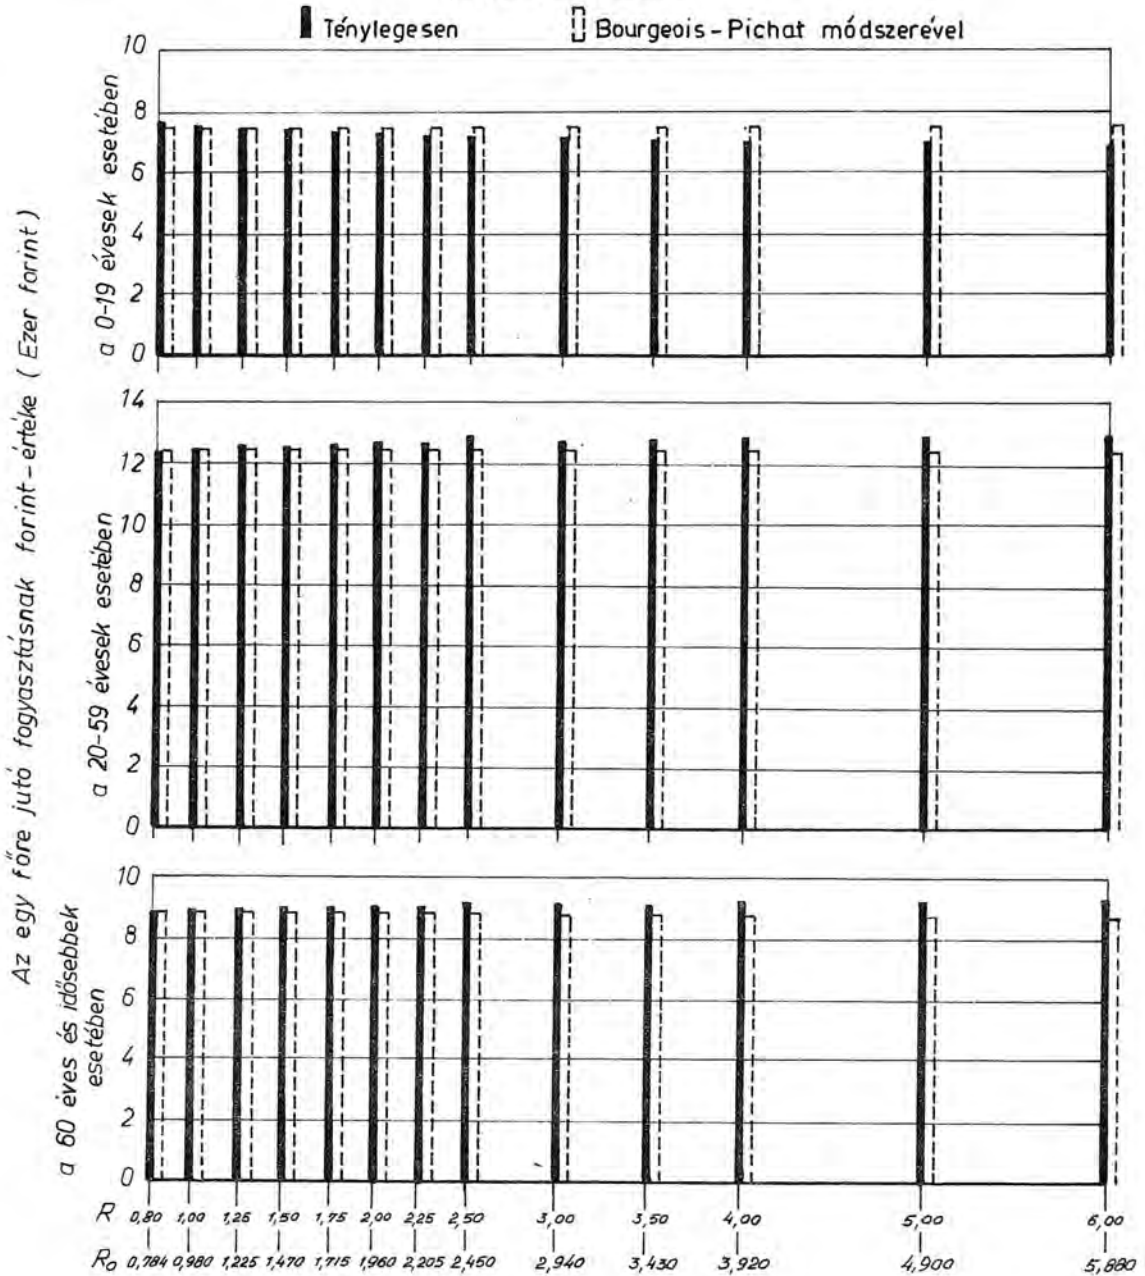 Ténylegesen Bourgeois-Pichat módszerével
Az egy főre jutó fogyasztásnak forint-értéke (Ezer forint)
a 0-19 évesek esetében
10
8
6
4
2
0
a 20-59 évesek esetében
14
12
10
8
6
4
2
0
a 60 éves és idősebbek
esetében
10
8
6
4
2
0
R 0,80 1,00 1,25 1,50 1,75 2,00 2,25 2,50 3,00 3,50 4,00 5,00 6,00
R₀ 0,784 0,980 1,225 1,470 1,715 1,960 2,205 2,450 2,940 3,430 3,920 4,900 5,880